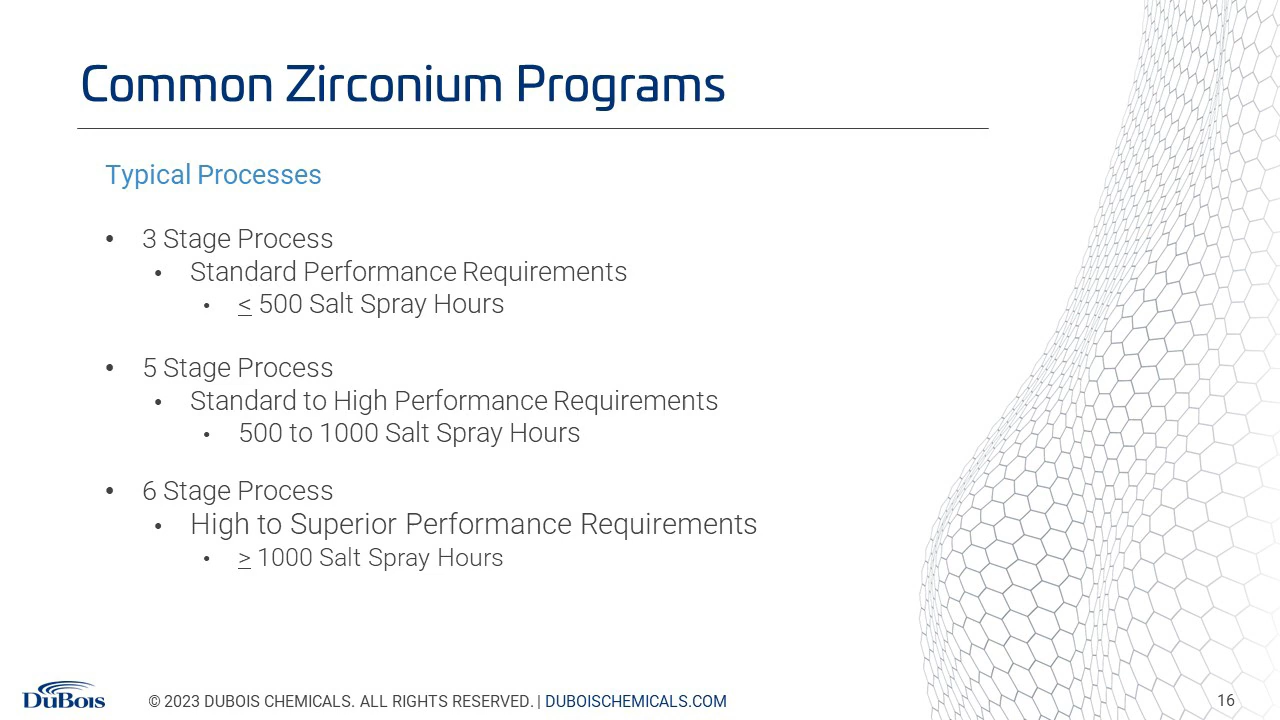 Common Zirconium Programs
Typical Processes
• 3 Stage Process
• Standard Performance Requirements
• ≤ 500 Salt Spray Hours
• 5 Stage Process
• Standard to High Performance Requirements
• 500 to 1000 Salt Spray Hours
• 6 Stage Process
• High to Superior Performance Requirements
• ≥ 1000 Salt Spray Hours
DuBois
© 2023 DUBOIS CHEMICALS. ALL RIGHTS RESERVED. | DUBOISCHEMICALS.COM
16